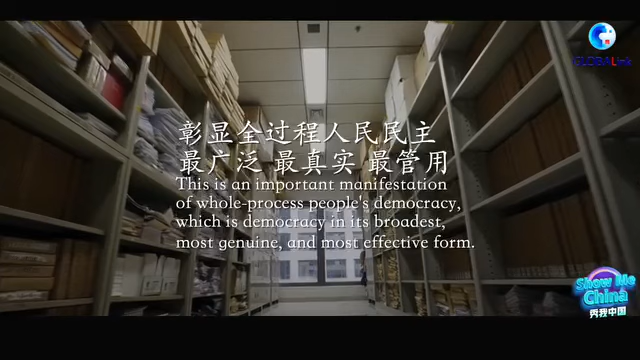 GLOBALink
彰显全过程人民民主
最广泛 最真实 最管用
This is an important manifestation
of whole-process people's democracy,
which is democracy in its broadest,
most genuine, and most effective form.
Show Me
China
秀我中国